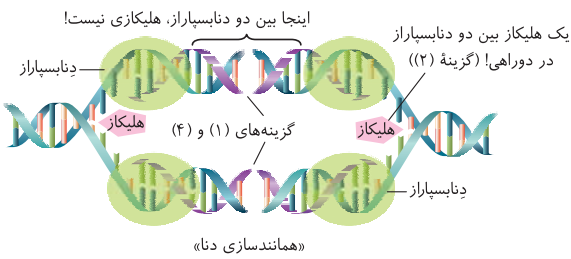 اینجا بین دو دنابسپاراز، هلیکازی نیست!
یک هلیکاز بین دو دنابسپاراز
در دوراهی! (گزینهٔ (۲))
دِنابسپاراز
هلیکاز
گزینه‌های (۱) و (۴)
هلیکاز
دِنابسپاراز
«همانندسازی دنا»